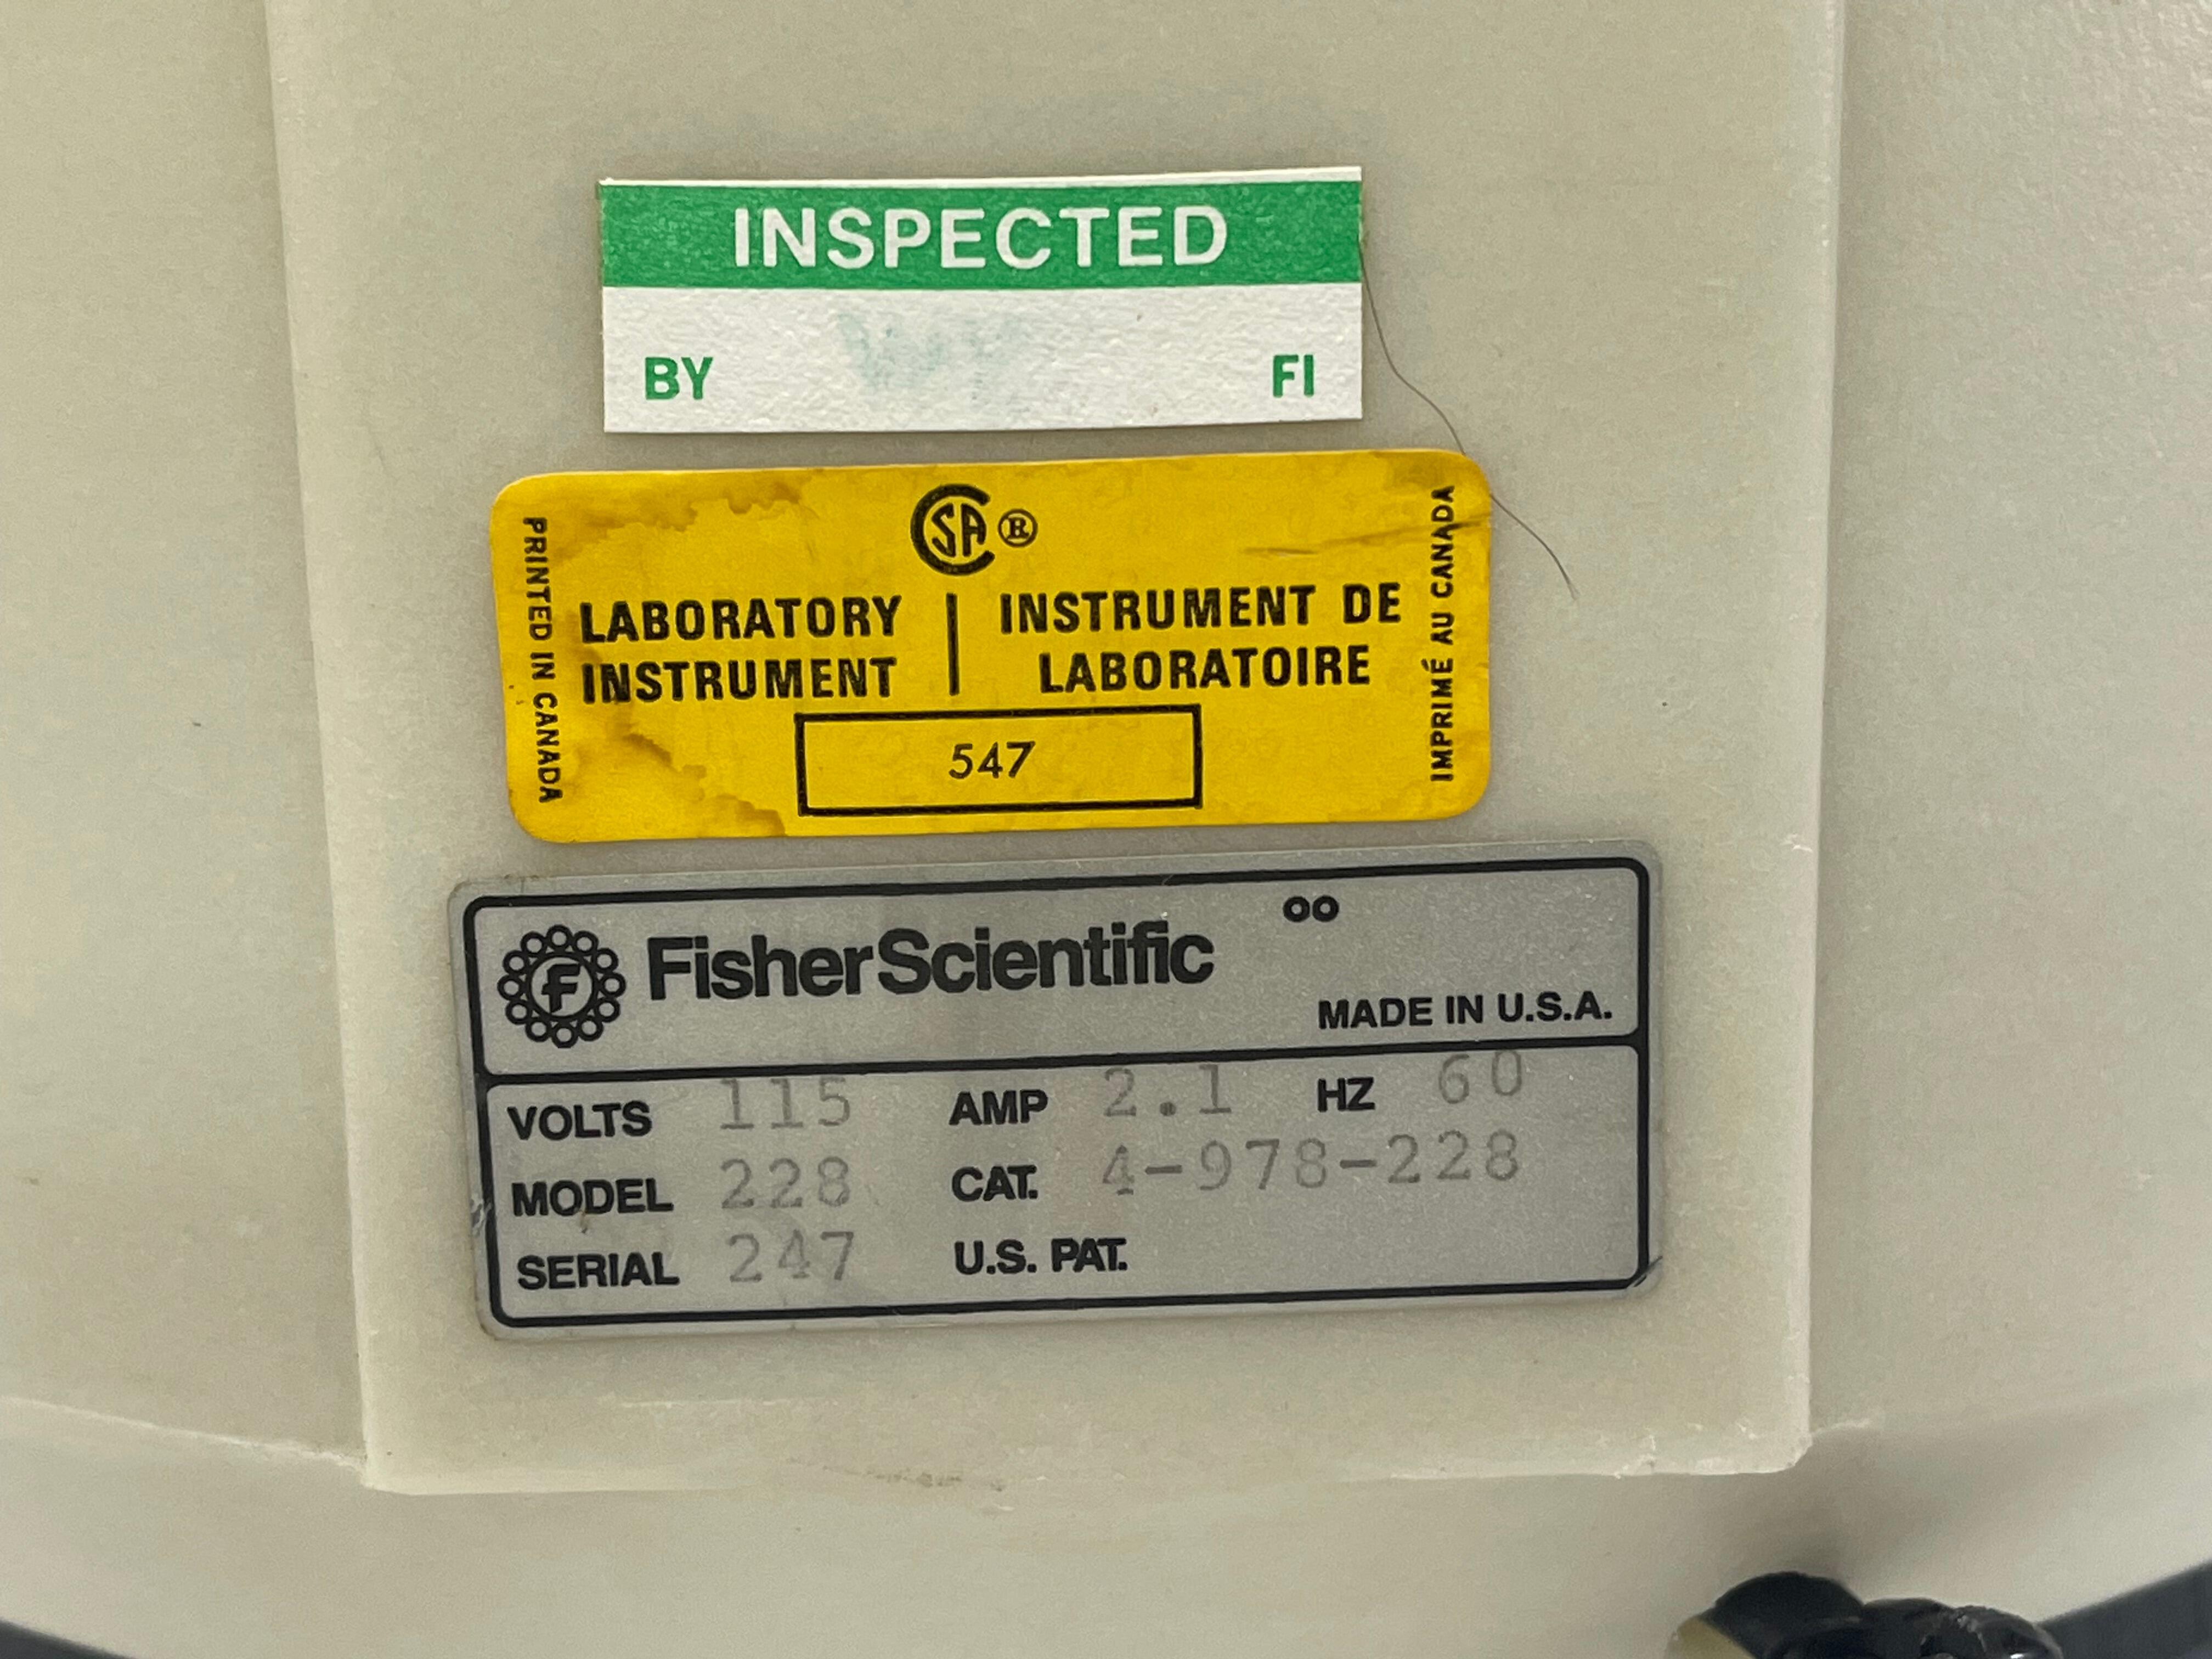 INSPECTED
BY FI
CSA ®
PRINTED IN CANADA
LABORATORY INSTRUMENT
INSTRUMENT DE LABORATOIRE
547
IMPRIMÉ AU CANADA
F FisherScientific
MADE IN U.S.A.
VOLTS 115 AMP 2.1 HZ 60
MODEL 228 CAT. 4-978-228
SERIAL 247 U.S. PAT.